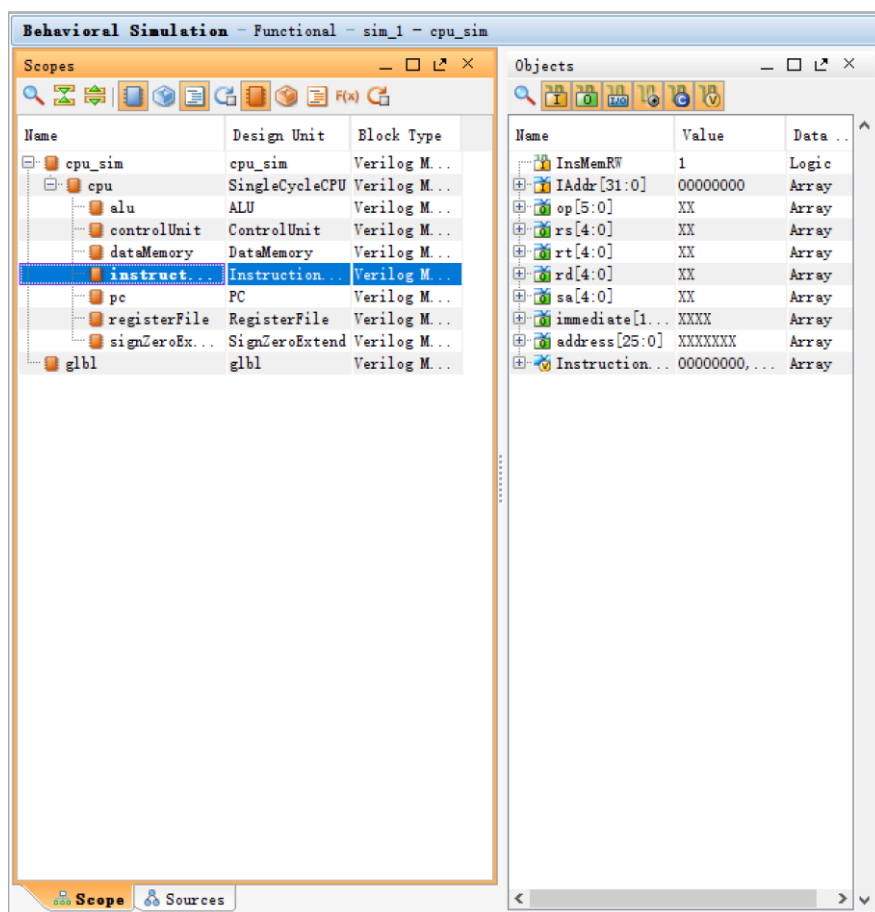 Behavioral Simulation - Functional - sim_1 - cpu_sim
Scopes
F(x)
Name Design Unit Block Type
cpu_sim cpu_sim Verilog M...
cpu SingleCycleCPU Verilog M...
alu ALU Verilog M...
controlUnit ControlUnit Verilog M...
dataMemory DataMemory Verilog M...
instruct... Instruction... Verilog M...
pc PC Verilog M...
registerFile RegisterFile Verilog M...
signZeroEx... SignZeroExtend Verilog M...
glbl glbl Verilog M...
Scope Sources
Objects
Name Value Data ..
InsMemRW 1 Logic
IAddr[31:0] 00000000 Array
op[5:0] XX Array
rs[4:0] XX Array
rt[4:0] XX Array
rd[4:0] XX Array
sa[4:0] XX Array
immediate[1... XXXX Array
address[25:0] XXXXXXX Array
Instruction... 00000000,... Array